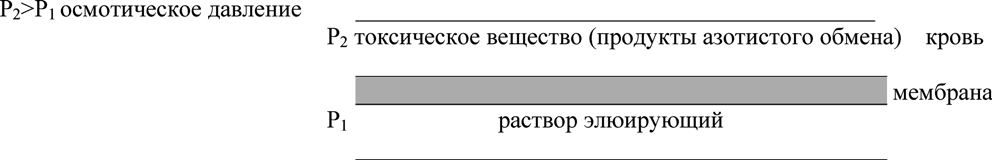 P₂>P₁ осмотическое давление
P₂ токсическое вещество (продукты азотистого обмена) кровь
мембрана
P₁ раствор элюирующий